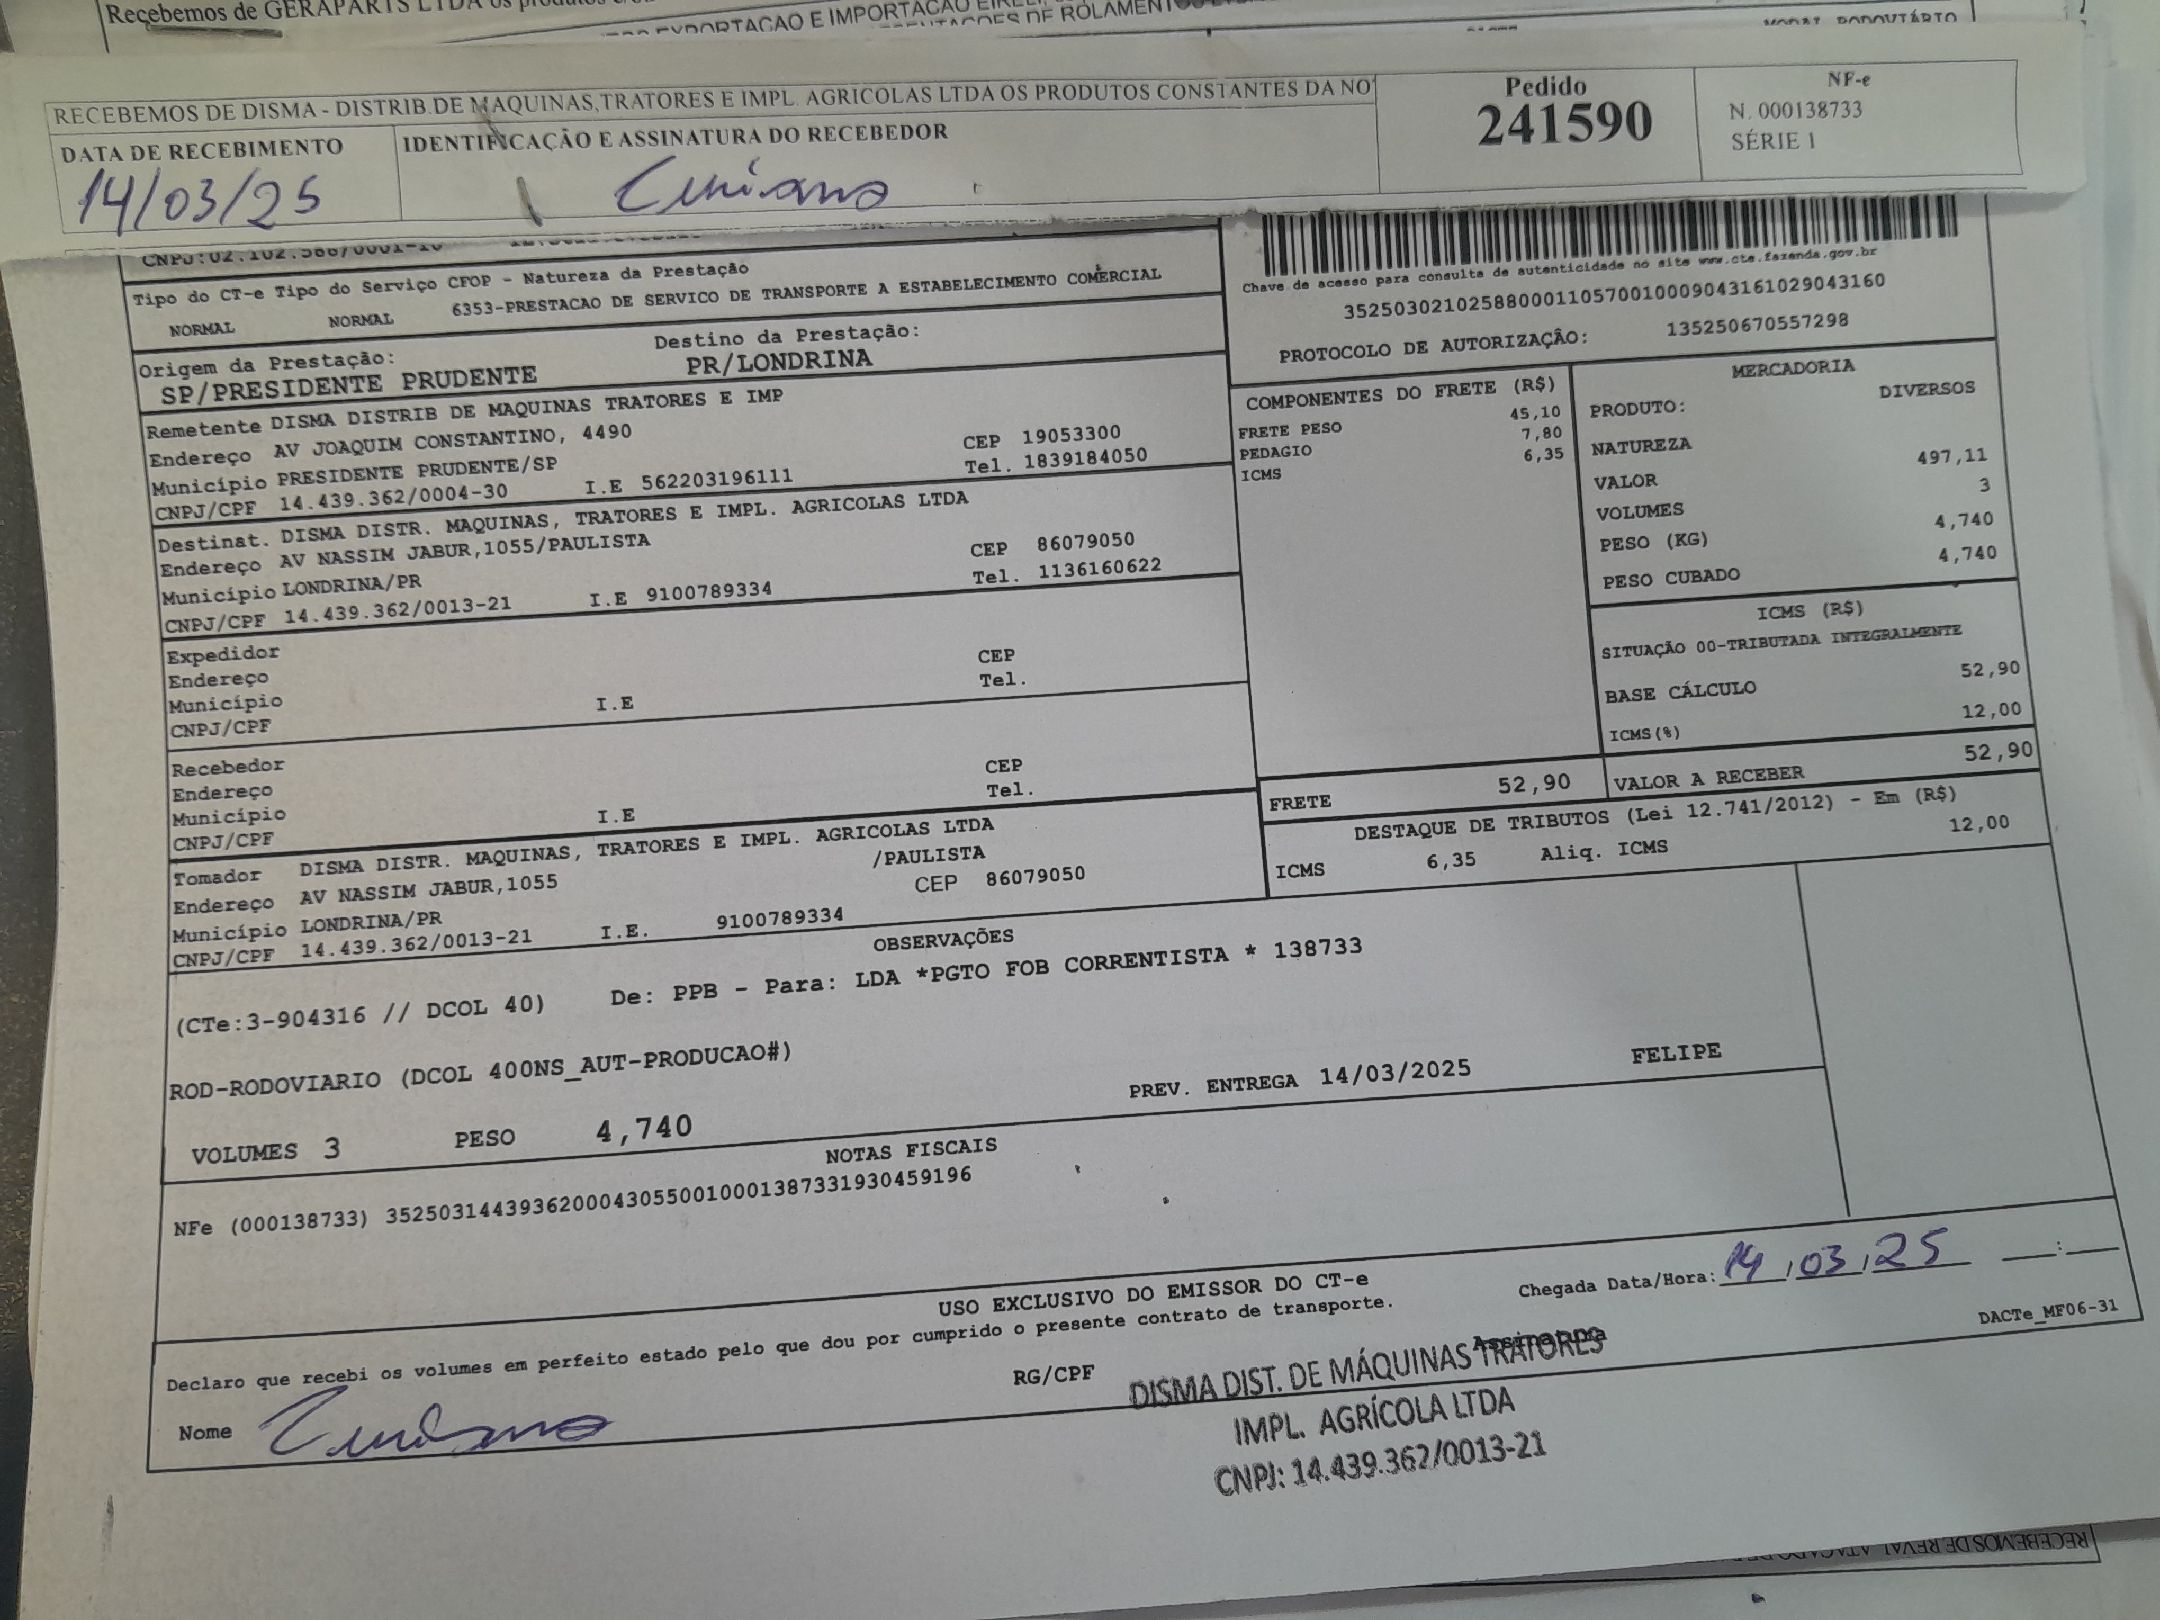 Recebemos de GERAPARTS LTDA os
EXPORTACAO E IMPORTAÇAO EIRELI
DE ROLAMENTO
MODAL RODOVIÁRIO
RECEBEMOS DE DISMA - DISTRIB.DE MAQUINAS,TRATORES E IMPL. AGRICOLAS LTDA OS PRODUTOS CONSTANTES DA NO
DATA DE RECEBIMENTO
IDENTIFICAÇÃO E ASSINATURA DO RECEBEDOR
14/03/25
Pedido
241590
NF-e
N. 000138733
SÉRIE 1
Tipo do CT-e Tipo do Serviço CFOP - Natureza da Prestação
NORMAL NORMAL 6353-PRESTACAO DE SERVICO DE TRANSPORTE A ESTABELECIMENTO COMERCIAL
Origem da Prestação: Destino da Prestação:
SP/PRESIDENTE PRUDENTE PR/LONDRINA
Remetente DISMA DISTRIB DE MAQUINAS TRATORES E IMP
Endereço AV JOAQUIM CONSTANTINO, 4490 CEP 19053300
Município PRESIDENTE PRUDENTE/SP Tel. 1839184050
CNPJ/CPF 14.439.362/0004-30 I.E 562203196111
Destinat. DISMA DISTR. MAQUINAS, TRATORES E IMPL. AGRICOLAS LTDA
Endereço AV NASSIM JABUR,1055/PAULISTA CEP 86079050
Município LONDRINA/PR Tel. 1136160622
CNPJ/CPF 14.439.362/0013-21 I.E 9100789334
Expedidor
Endereço CEP
Município Tel.
CNPJ/CPF I.E
Recebedor
Endereço CEP
Município Tel.
CNPJ/CPF I.E
Tomador DISMA DISTR. MAQUINAS, TRATORES E IMPL. AGRICOLAS LTDA
Endereço AV NASSIM JABUR,1055 /PAULISTA
Município LONDRINA/PR CEP 86079050
CNPJ/CPF 14.439.362/0013-21 I.E. 9100789334
Chave de acesso para consulta de autenticidade no site www.cte.fazenda.gov.br
35250302102588000110570010009043161029043160
PROTOCOLO DE AUTORIZAÇÃO: 135250670557298
COMPONENTES DO FRETE (R$)
FRETE PESO 45,10
PEDAGIO 7,80
ICMS 6,35
MERCADORIA
PRODUTO: DIVERSOS
NATUREZA
VALOR 497,11
VOLUMES 3
PESO (KG) 4,740
PESO CUBADO 4,740
ICMS (R$)
SITUAÇÃO 00-TRIBUTADA INTEGRALMENTE
BASE CÁLCULO 52,90
ICMS(%) 12,00
FRETE 52,90
VALOR A RECEBER 52,90
DESTAQUE DE TRIBUTOS (Lei 12.741/2012) - Em (R$)
ICMS 6,35 Aliq. ICMS 12,00
OBSERVAÇÕES
(CTe:3-904316 // DCOL 40) De: PPB - Para: LDA *PGTO FOB CORRENTISTA * 138733
ROD-RODOVIARIO (DCOL 400NS_AUT-PRODUCAO#)
PREV. ENTREGA 14/03/2025 FELIPE
VOLUMES 3 PESO 4,740
NOTAS FISCAIS
NFe (000138733) 35250314439362000430550010001387331930459196
USO EXCLUSIVO DO EMISSOR DO CT-e
Chegada Data/Hora: 14/03/25 __:__
Declaro que recebi os volumes em perfeito estado pelo que dou por cumprido o presente contrato de transporte.
DACTe_MF06-31
Nome
RG/CPF
Assinatura
DISMA DIST. DE MÁQUINAS TRATORES
IMPL. AGRÍCOLA LTDA
CNPJ: 14.439.362/0013-21
RECEBEMOS DE REVAL ATACADO